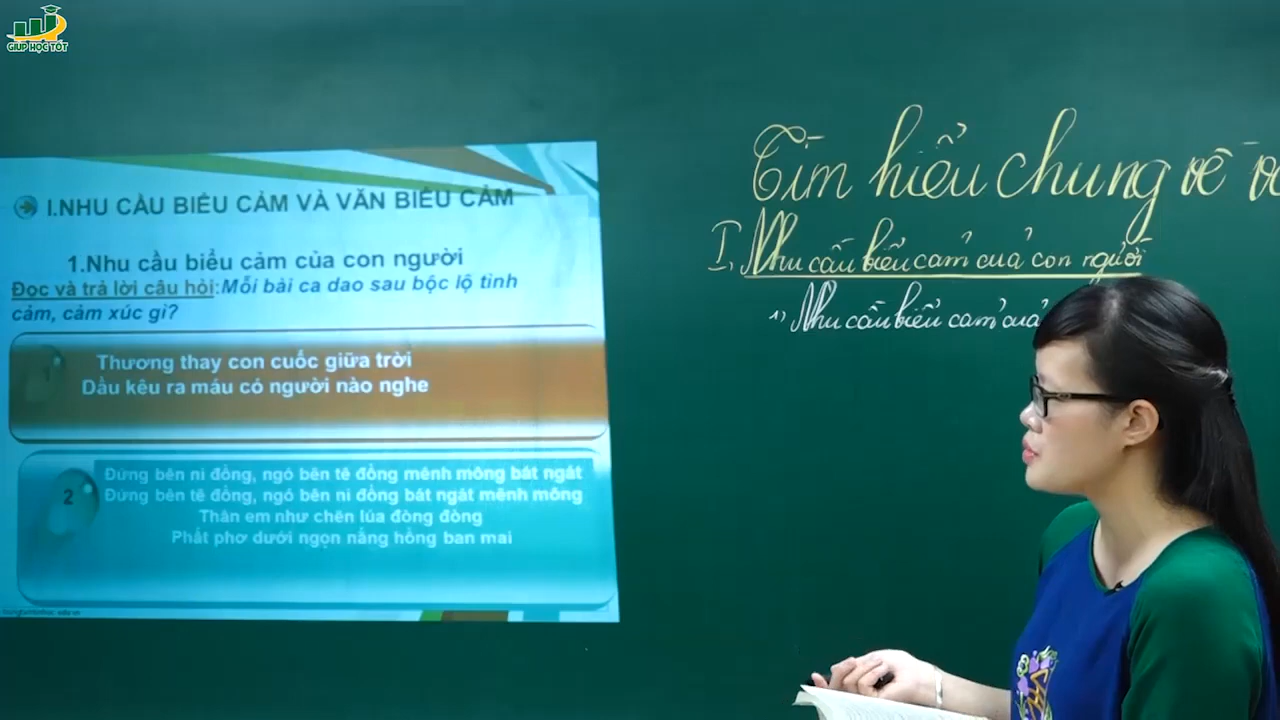 GIÚP HỌC TỐT
I.NHU CẦU BIỂU CẢM VÀ VĂN BIỂU CẢM
1.Nhu cầu biểu cảm của con người
Đọc và trả lời câu hỏi:Mỗi bài ca dao sau bộc lộ tình
cảm, cảm xúc gì?
1
Thương thay con cuốc giữa trời
Dầu kêu ra máu có người nào nghe
2
Đứng bên ni đồng, ngó bên tê đồng mênh mông bát ngát
Đứng bên tê đồng, ngó bên ni đồng bát ngát mênh mông
Thân em như chẽn lúa đòng đòng
Phất phơ dưới ngọn nắng hồng ban mai
Tìm hiểu chung về
I, Nhu cầu biểu cảm của con người
1, Nhu cầu biểu cảm của